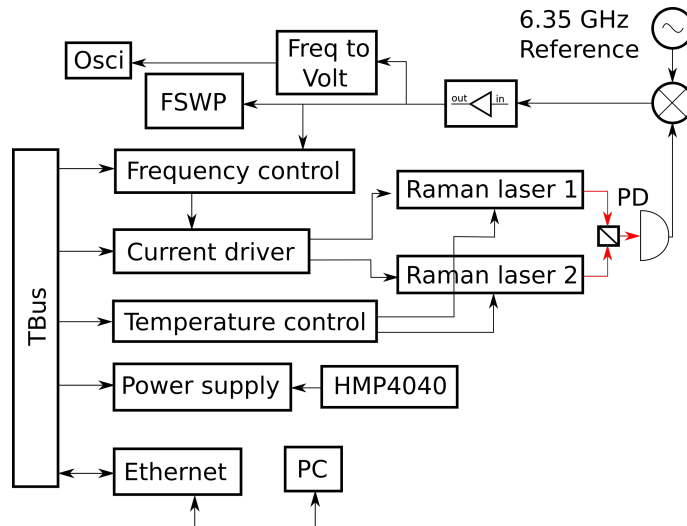 6.35 GHz
Reference
Osci
Freq to
Volt
FSWP
out
in
Frequency control
Raman laser 1
PD
Current driver
Raman laser 2
TBus
Temperature control
Power supply
HMP4040
Ethernet
PC